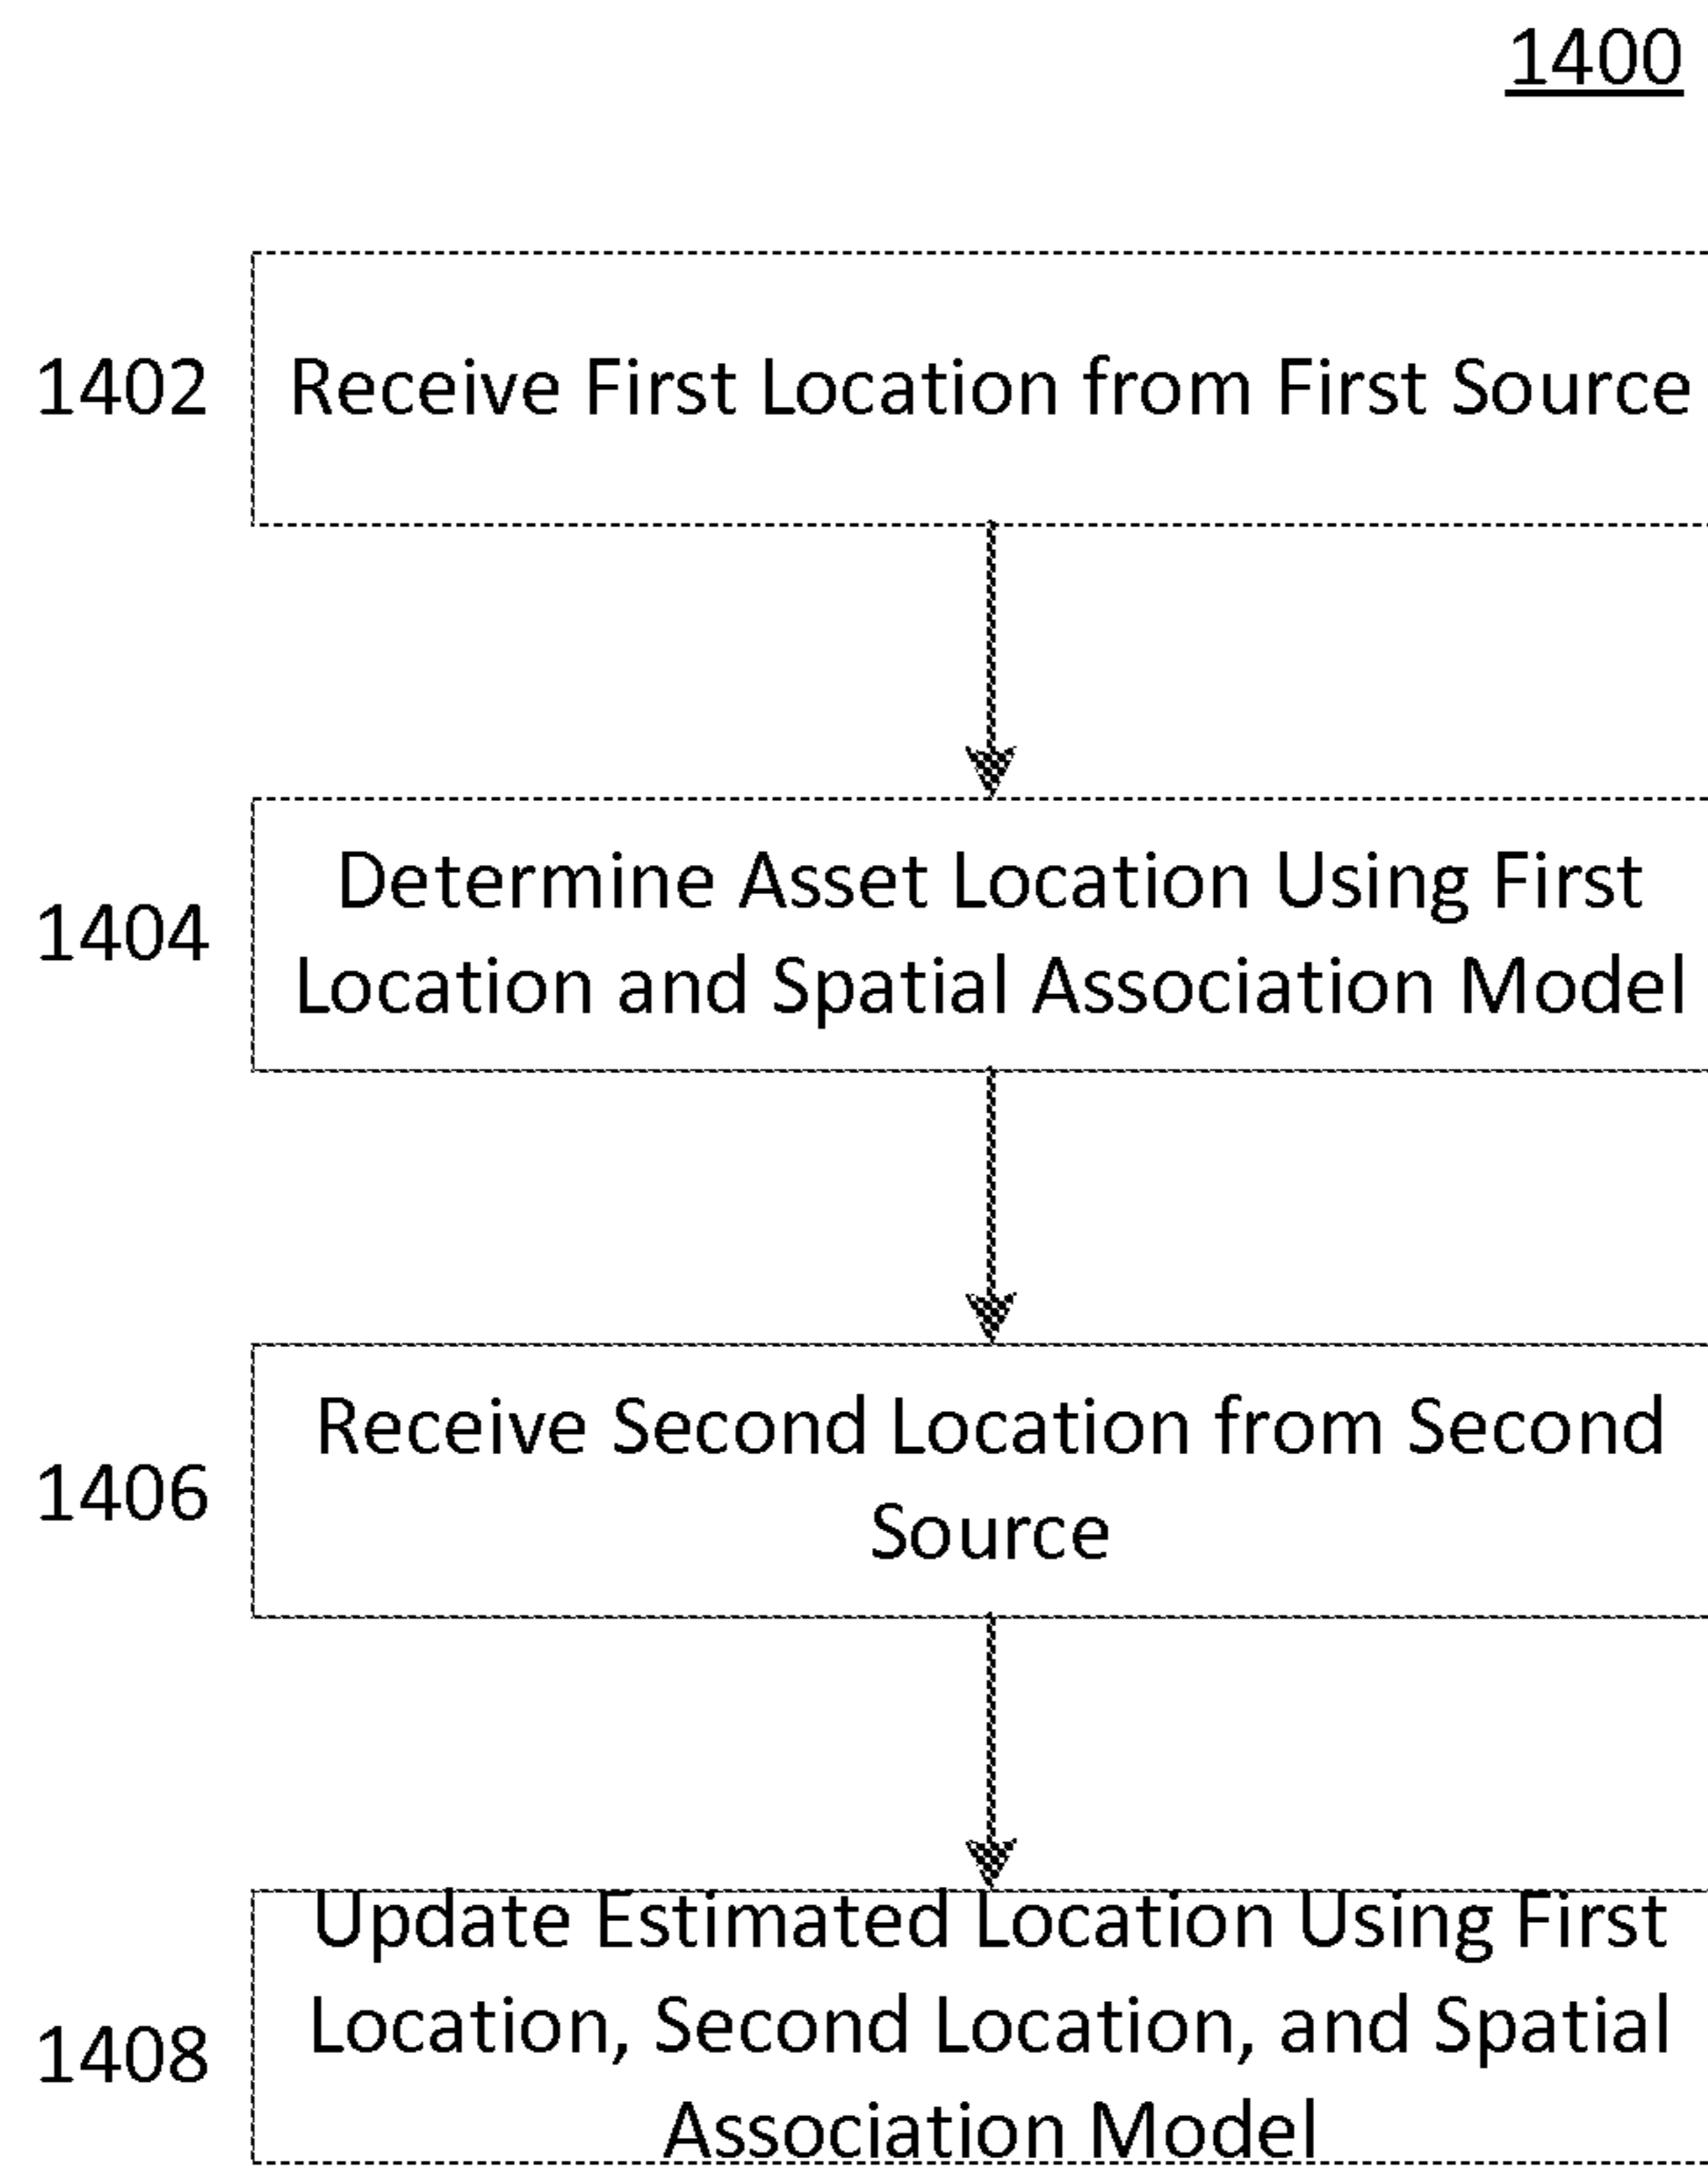 1400
1402
Receive First Location from First Source
1404
Determine Asset Location Using First
Location and Spatial Association Model
1406
Receive Second Location from Second
Source
1408
Update Estimated Location Using First
Location, Second Location, and Spatial
Association Model